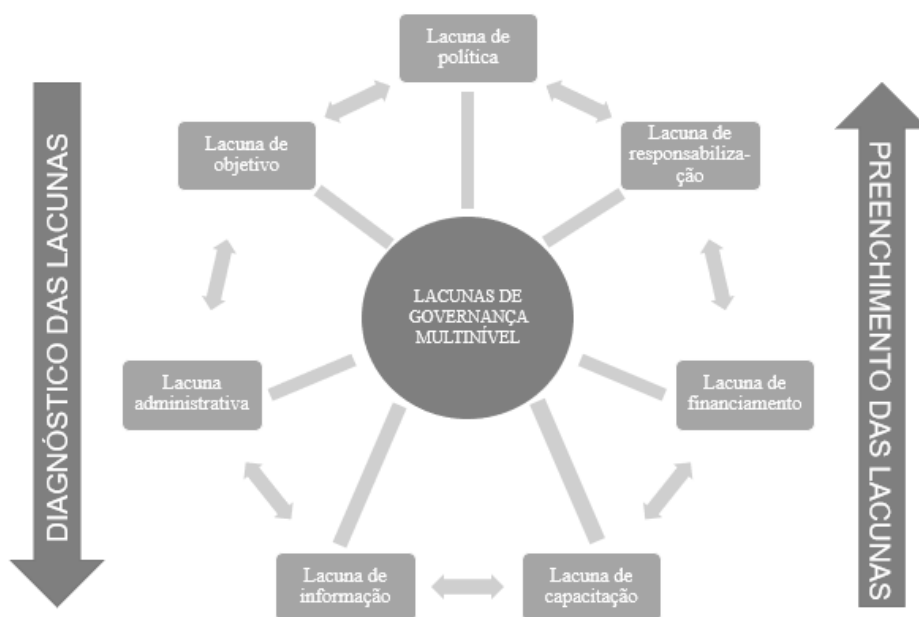 Lacuna de
política
Lacuna de
objetivo
Lacuna de
responsabiliza-
ção
DIAGNÓSTICO DAS LACUNAS
PREENCHIMENTO DAS LACUNAS
LACUNAS DE
GOVERNANÇA
MULTINÍVEL
Lacuna
administrativa
Lacuna de
financiamento
Lacuna de
informação
Lacuna de
capacitação